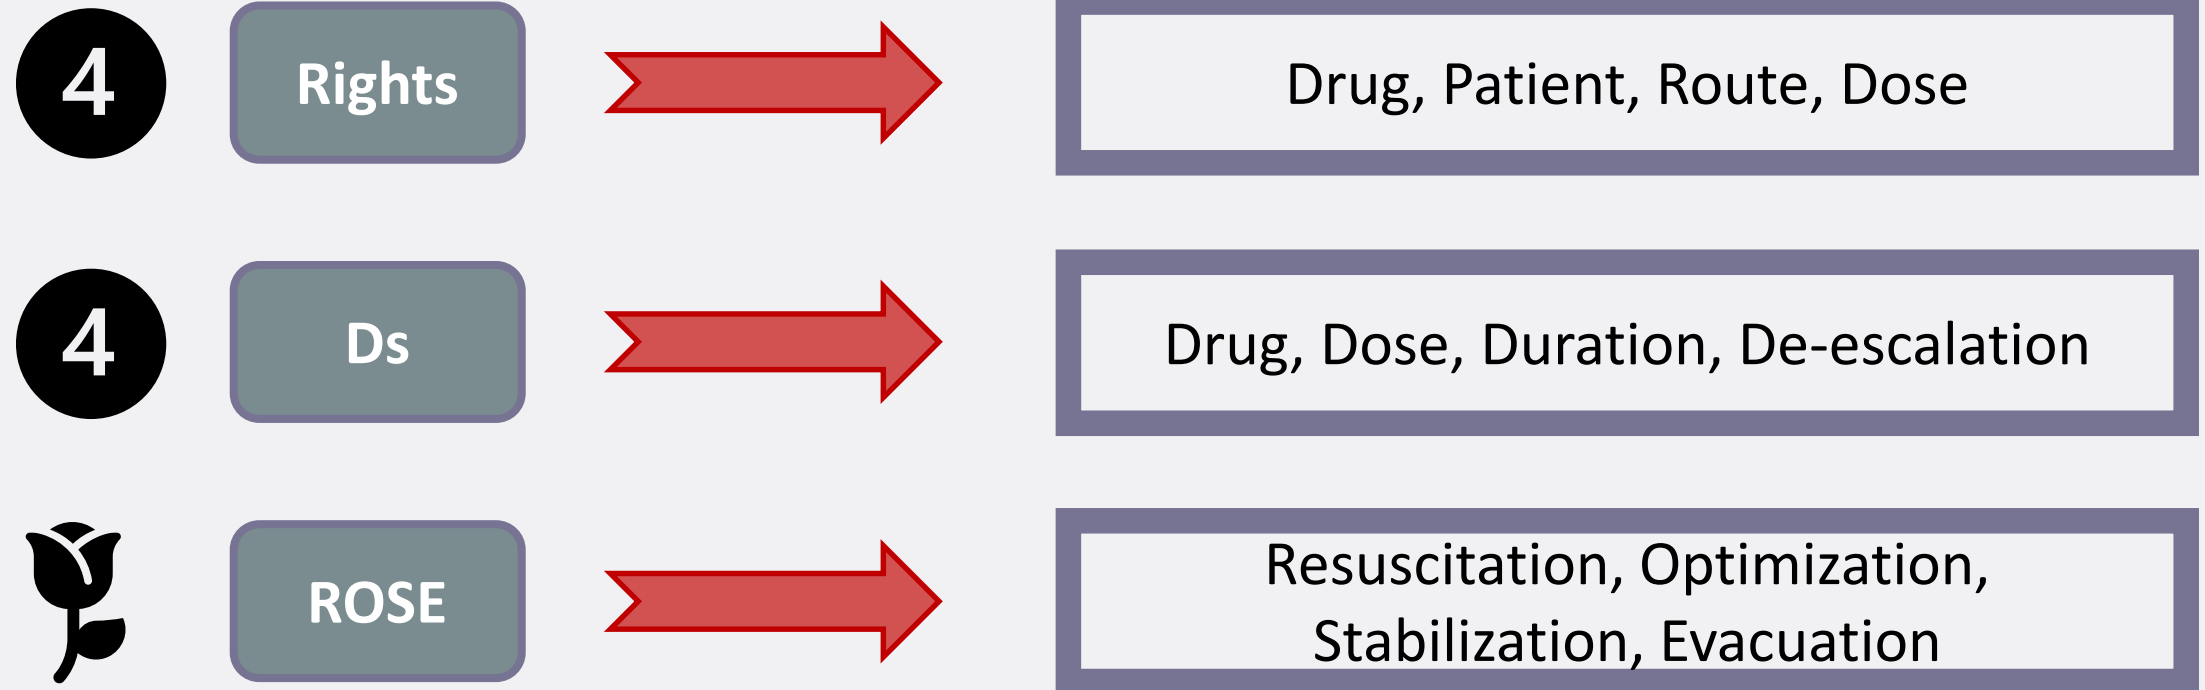 4
Rights
Drug, Patient, Route, Dose
4
Ds
Drug, Dose, Duration, De-escalation
ROSE
Resuscitation, Optimization,
Stabilization, Evacuation